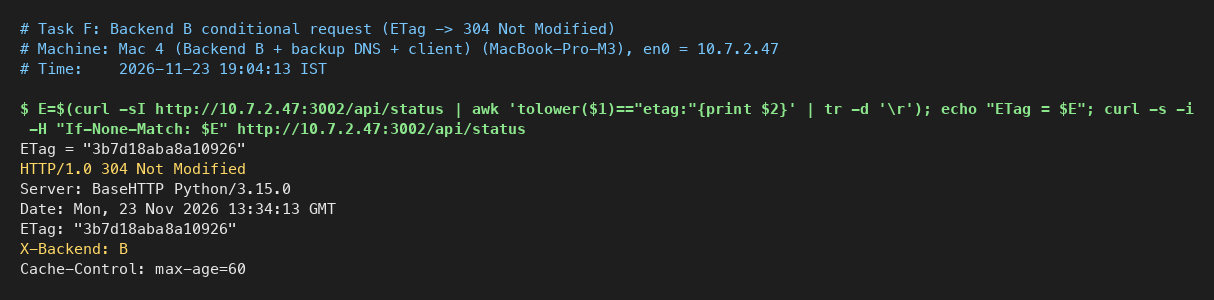 # Task F: Backend B conditional request (ETag -> 304 Not Modified)
# Machine: Mac 4 (Backend B + backup DNS + client) (MacBook-Pro-M3), en0 = 10.7.2.47
# Time:    2026-11-23 19:04:13 IST
$ E=$(curl -sI http://10.7.2.47:3002/api/status | awk 'tolower($1)=="etag:"{print $2}' | tr -d '\r'); echo "ETag = $E"; curl -s -i
 -H "If-None-Match: $E" http://10.7.2.47:3002/api/status
ETag = "3b7d18aba8a10926"
HTTP/1.0 304 Not Modified
Server: BaseHTTP Python/3.15.0
Date: Mon, 23 Nov 2026 13:34:13 GMT
ETag: "3b7d18aba8a10926"
X-Backend: B
Cache-Control: max-age=60